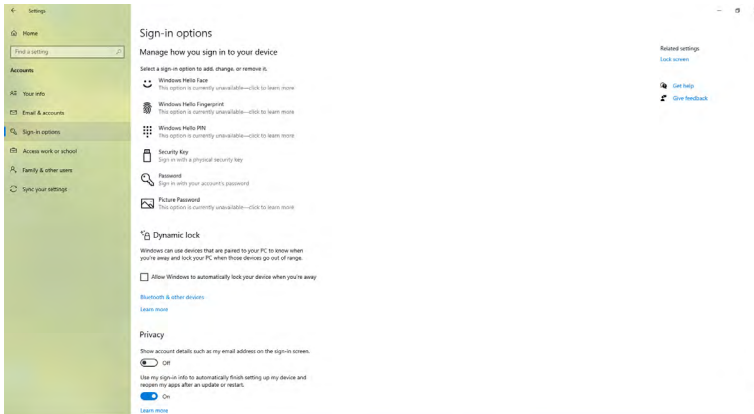 Settings
Home
Find a setting
Accounts
Your info
Email & accounts
Sign-in options
Access work or school
Family & other users
Sync your settings
Sign-in options
Manage how you sign in to your device
Select a sign-in option to add, change, or remove it.
Windows Hello Face
This option is currently unavailable—click to learn more
Windows Hello Fingerprint
This option is currently unavailable—click to learn more
Windows Hello PIN
This option is currently unavailable—click to learn more
Security Key
Sign in with a physical security key
Password
Sign in with your account's password
Picture Password
This option is currently unavailable—click to learn more
Dynamic lock
Windows can use devices that are paired to your PC to know when
you're away and lock your PC when those devices go out of range.
Allow Windows to automatically lock your device when you're away
Bluetooth & other devices
Learn more
Privacy
Show account details such as my email address on the sign-in screen.
Off
Use my sign-in info to automatically finish setting up my device and
reopen my apps after an update or restart.
On
Learn more
Related settings
Lock screen
Get help
Give feedback